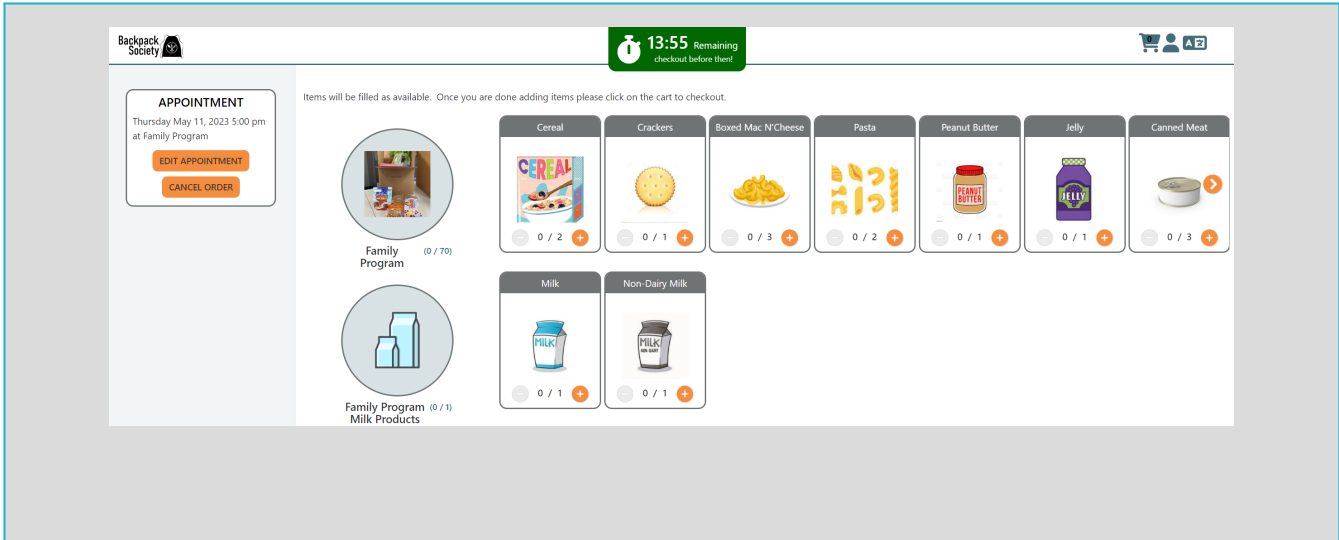 Backpack
Society
13:55 Remaining
checkout before then!
0
A
APPOINTMENT
Thursday May 11, 2023 5:00 pm
at Family Program
EDIT APPOINTMENT
CANCEL ORDER
Items will be filled as available. Once you are done adding items please click on the cart to checkout.
Family
Program
(0 / 70)
Cereal
CEREAL
0 / 2
Crackers
0 / 1
Boxed Mac N'Cheese
0 / 3
Pasta
0 / 2
Peanut Butter
PEANUT
BUTTER
0 / 1
Jelly
JELLY
0 / 1
Canned Meat
0 / 3
Family Program
Milk Products
(0 / 1)
Milk
MILK
0 / 1
Non-Dairy Milk
MILK
NON-DAIRY
0 / 1